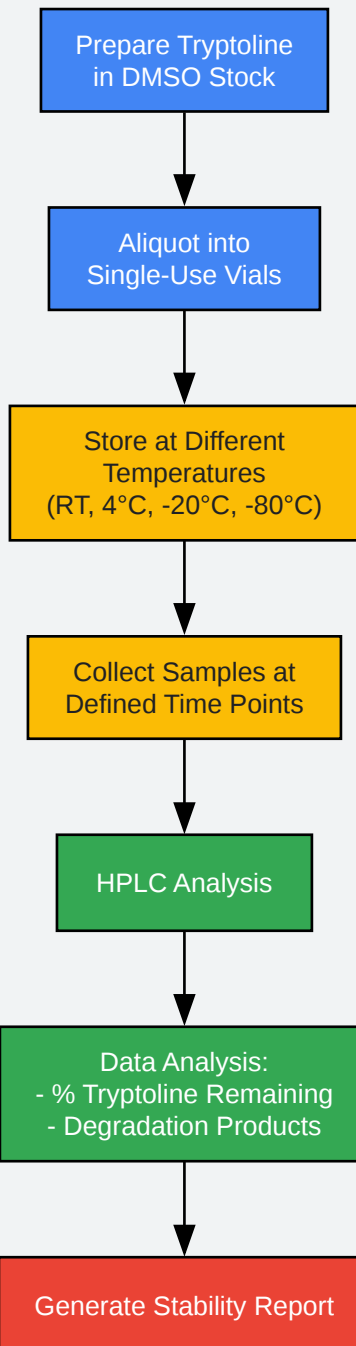 Prepare Tryptoline
in DMSO Stock
Aliquot into
Single-Use Vials
Store at Different
Temperatures
(RT, 4°C, -20°C, -80°C)
Collect Samples at
Defined Time Points
HPLC Analysis
Data Analysis:
- % Tryptoline Remaining
- Degradation Products
Generate Stability Report